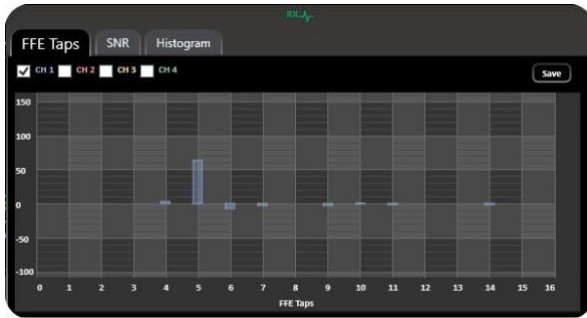 RX
FFE Taps SNR Histogram
CH 1 CH 2 CH 3 CH 4 Save
150
100
50
0
-50
-100
0 1 2 3 4 5 6 7 8 9 10 11 12 13 14 15 16
FFE Taps